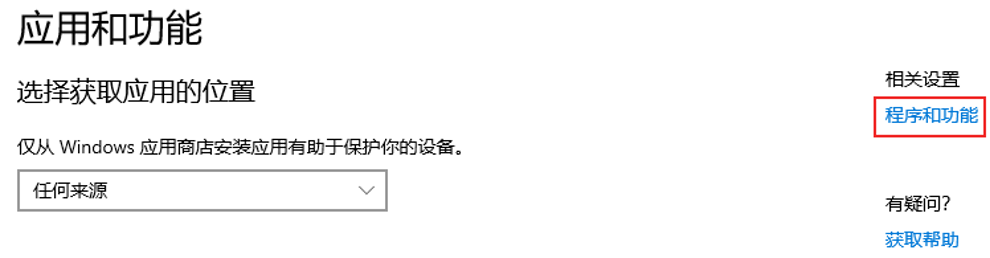 应用和功能
选择获取应用的位置
仅从 Windows 应用商店安装应用有助于保护你的设备。
任何来源
相关设置
程序和功能
有疑问?
获取帮助